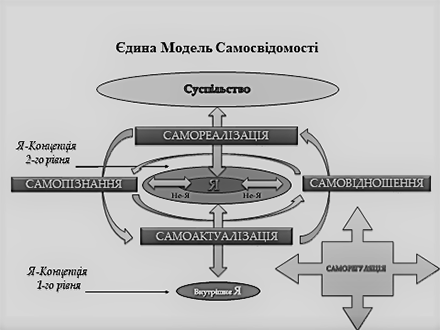 Єдина Модель Самосвідомості
Суспільство
Я-Концепція
2-го рівня
САМОРЕАЛІЗАЦІЯ
САМОПІЗНАННЯ
Я
Не-Я
Не-Я
САМОВІДНОШЕННЯ
САМОАКТУАЛІЗАЦІЯ
Я-Концепція
1-го рівня
Внутрішня Я
САМОРЕГУЛЯЦІЯ